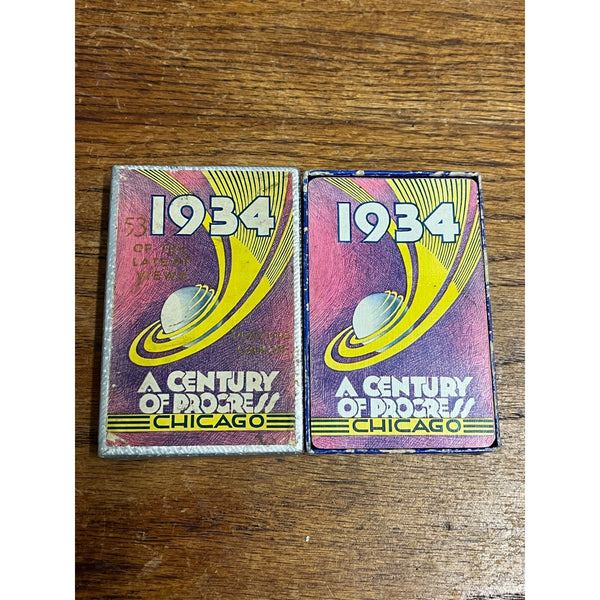 1934
53
OF THE
LATEST
VIEWS
A CENTURY
OF PROGRESS
CHICAGO
1934
A CENTURY
OF PROGRESS
CHICAGO